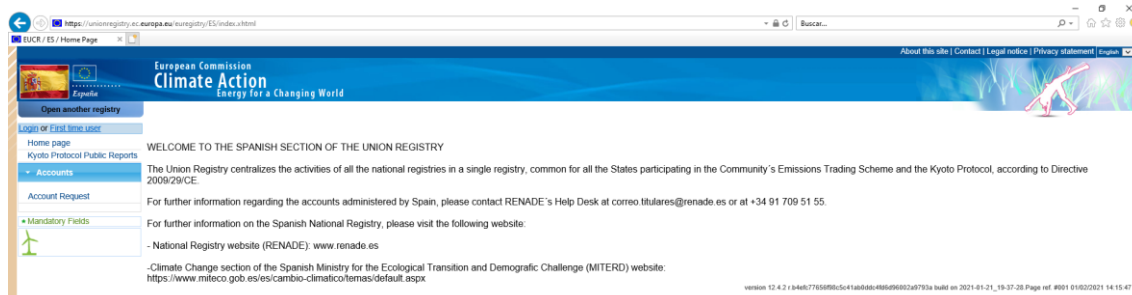 https://unionregistry.ec.europa.eu/euregistry/ES/index.xhtml
Buscar...
EUCR / ES / Home Page
About this site | Contact | Legal notice | Privacy statement English
España
European Commission
Climate Action
Energy for a Changing World
Open another registry
Login or First time user
Home page
Kyoto Protocol Public Reports
Accounts
Account Request
Mandatory Fields
WELCOME TO THE SPANISH SECTION OF THE UNION REGISTRY
The Union Registry centralizes the activities of all the national registries in a single registry, common for all the States participating in the Community´s Emissions Trading Scheme and the Kyoto Protocol, according to Directive
2009/29/CE.
For further information regarding the accounts administered by Spain, please contact RENADE´s Help Desk at correo.titulares@renade.es or at +34 91 709 51 55.
For further information on the Spanish National Registry, please visit the following website:
- National Registry website (RENADE): www.renade.es
-Climate Change section of the Spanish Ministry for the Ecological Transition and Demografic Challenge (MITERD) website:
https://www.miteco.gob.es/es/cambio-climatico/temas/default.aspx
version 12.4.2 build on 2021-01-21_19-37-28.Page ref. #001 01/02/2021 14:15:47